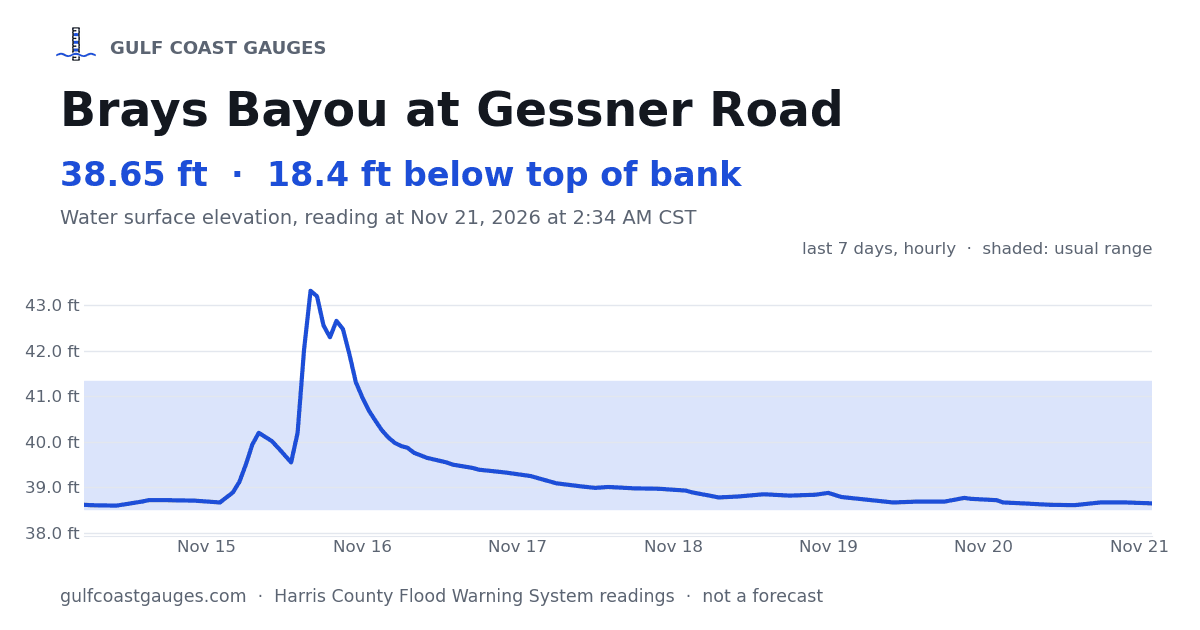 GULF COAST GAUGES
Brays Bayou at Gessner Road
38.65 ft · 18.4 ft below top of bank
Water surface elevation, reading at Nov 21, 2026 at 2:34 AM CST
last 7 days, hourly · shaded: usual range
43.0 ft
42.0 ft
41.0 ft
40.0 ft
39.0 ft
38.0 ft
Nov 15 Nov 16 Nov 17 Nov 18 Nov 19 Nov 20 Nov 21
gulfcoastgauges.com · Harris County Flood Warning System readings · not a forecast